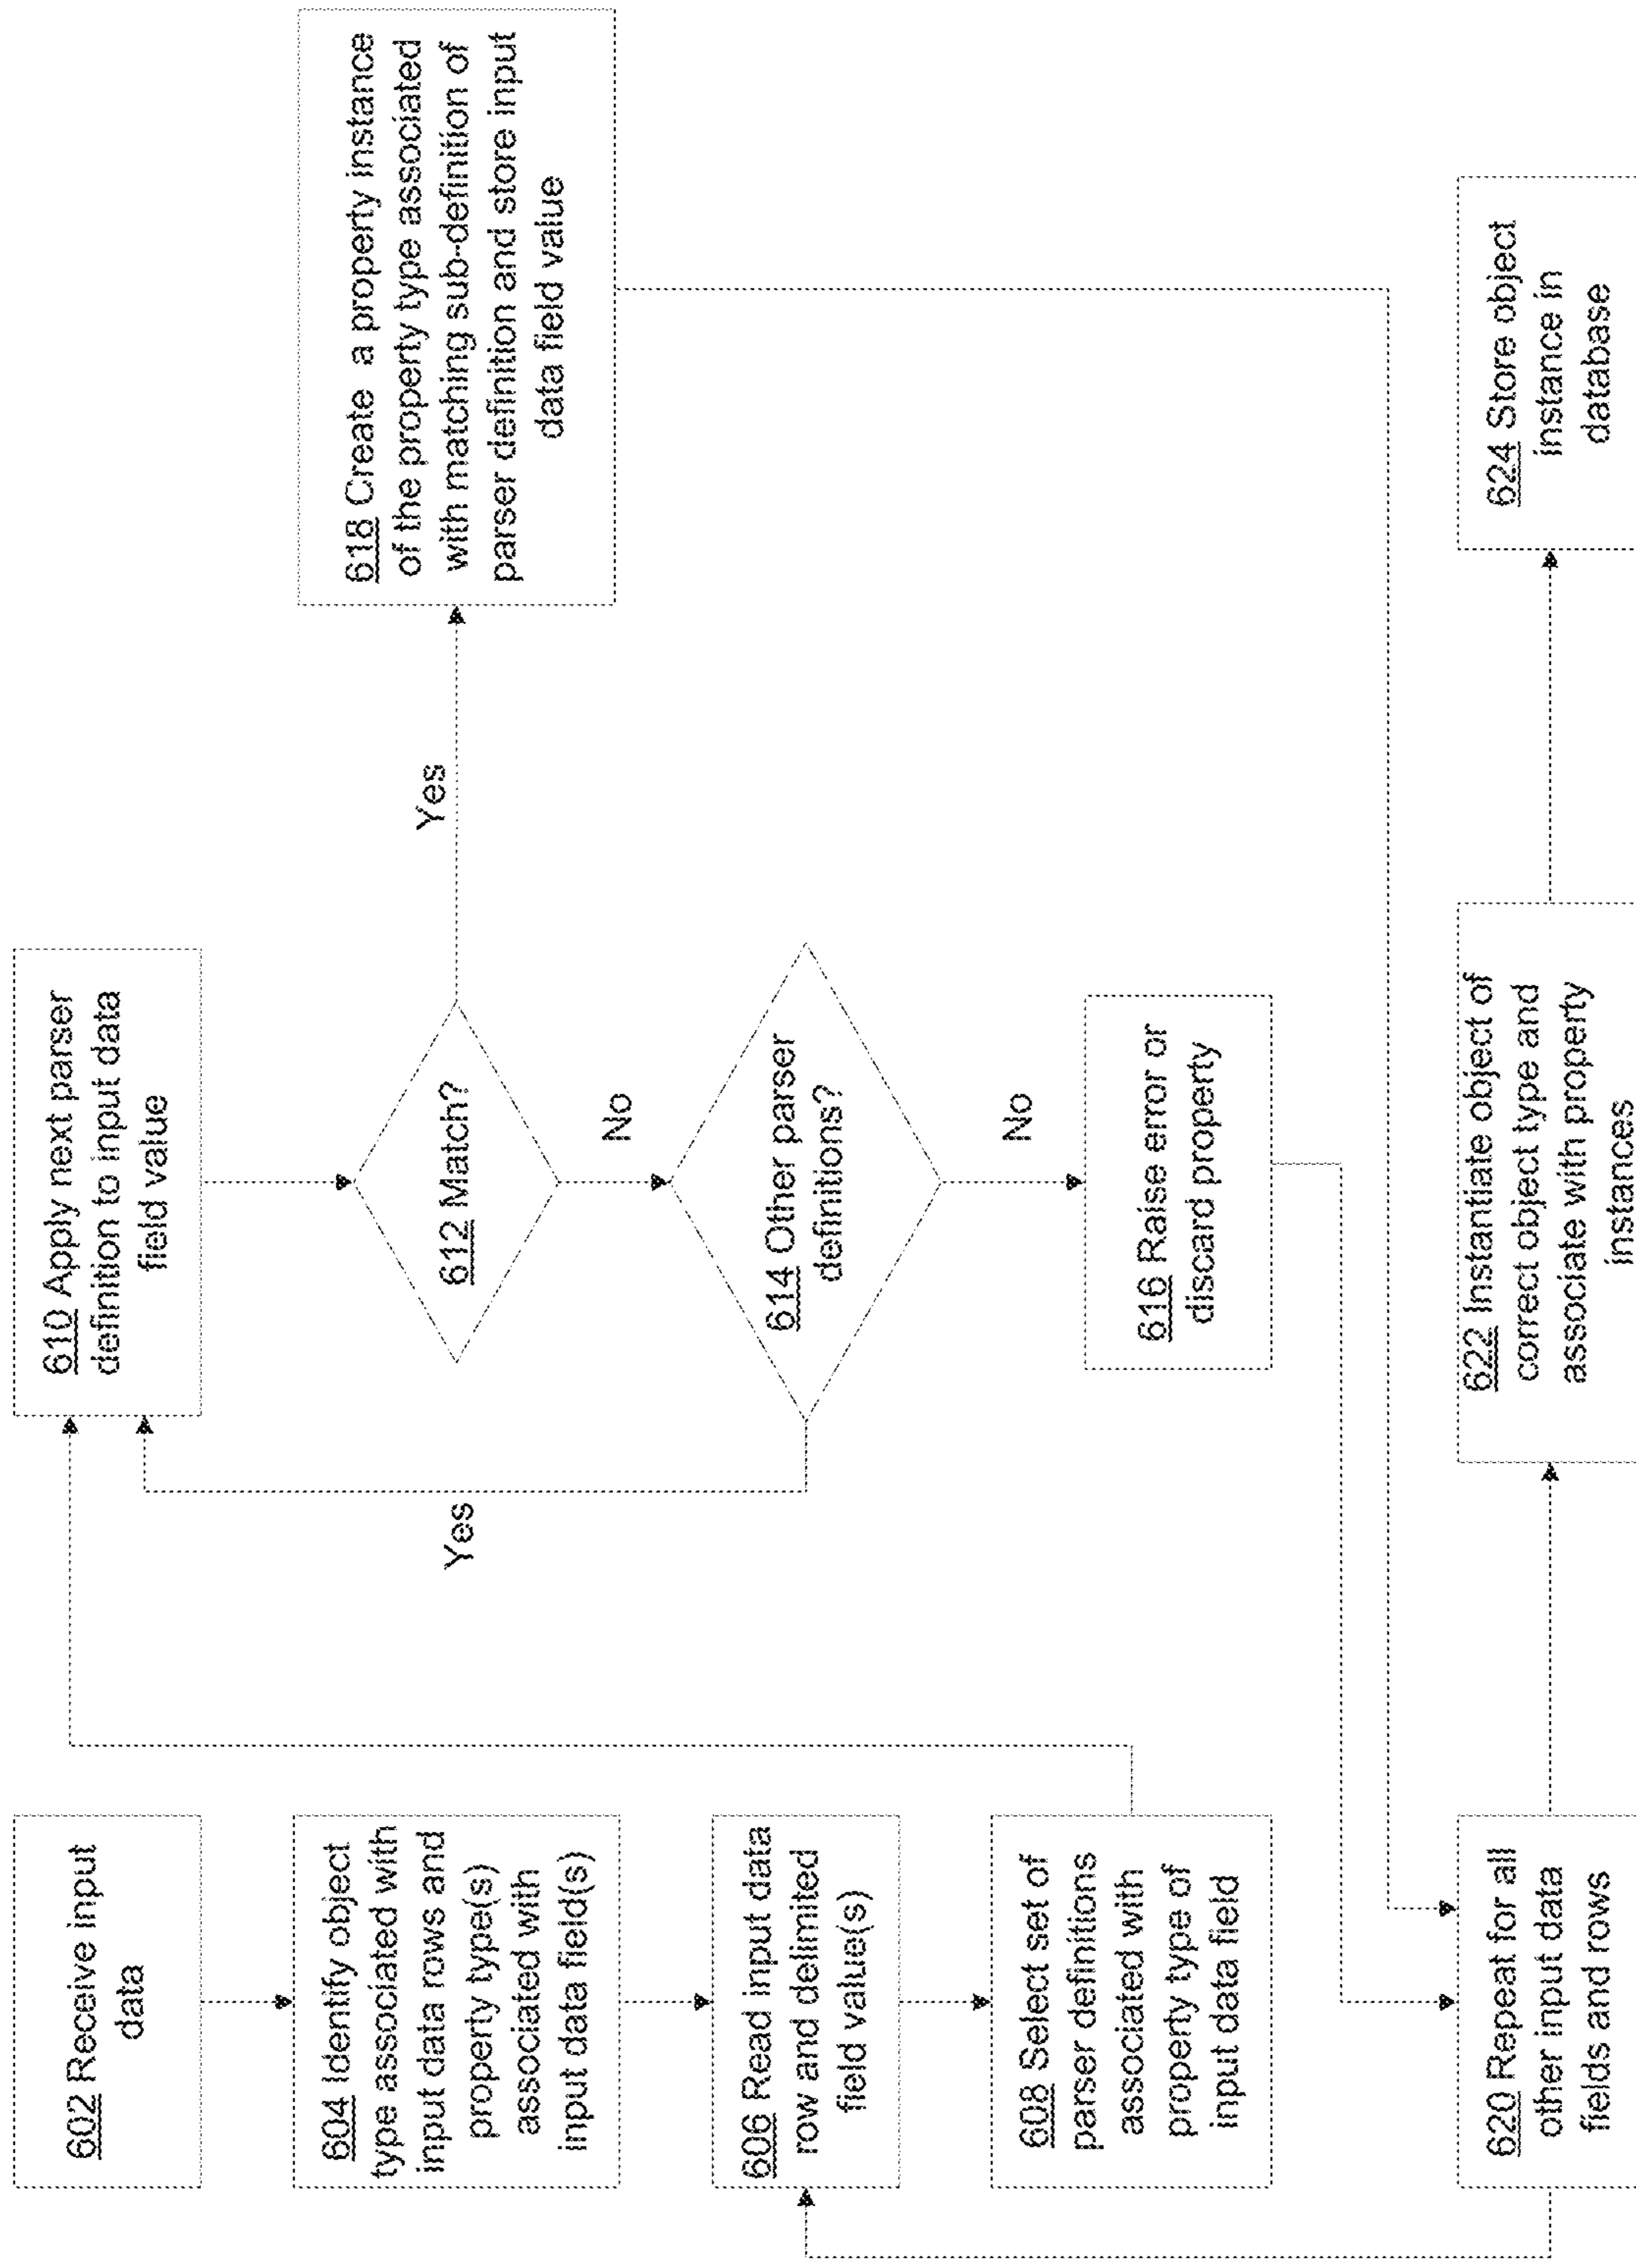 602 Receive input
data
604 Identify object
type associated with
input data rows and
property type(s)
associated with
input data field(s)
606 Read input data
row and delimited
field value(s)
608 Select set of
parser definitions
associated with
property type of
input data field
610 Apply next parser
definition to input data
field value
612 Match?
Yes
No
614 Other parser
definitions?
Yes
No
616 Raise error or
discard property
618 Create a property instance
of the property type associated
with matching sub-definition of
parser definition and store input
data field value
620 Repeat for all
other input data
fields and rows
622 Instantiate object of
correct object type and
associate with property
instances
624 Store object
instance in
database